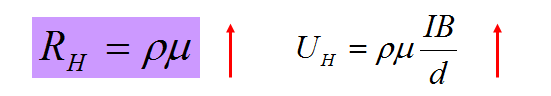 R_H = ρμ ↑ U_H = ρμ IB/d ↑